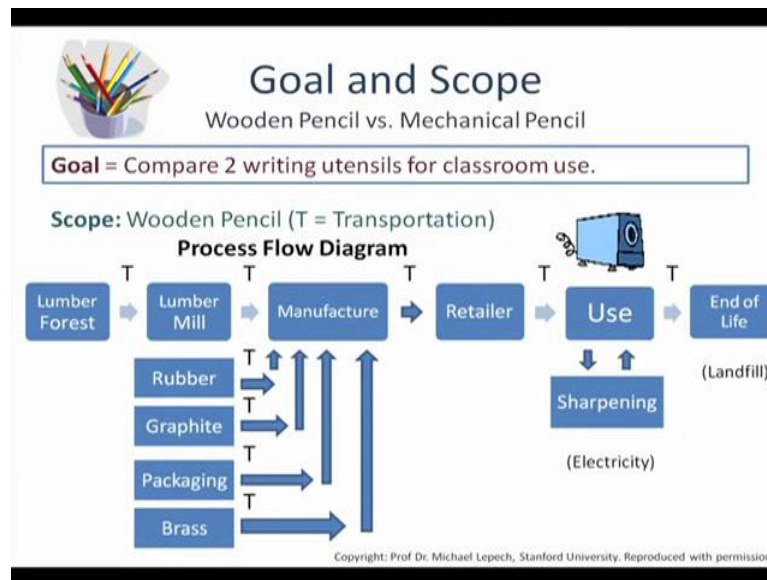 Goal and Scope
Wooden Pencil vs. Mechanical Pencil
Goal = Compare 2 writing utensils for classroom use.
Scope: Wooden Pencil (T = Transportation)
Process Flow Diagram
T T T T T
Lumber Forest
Lumber Mill
Manufacture
Retailer
Use
End of Life
(Landfill)
T
Rubber
T
Graphite
T
Packaging
T
Brass
Sharpening
(Electricity)
Copyright: Prof Dr. Michael Lepech, Stanford University. Reproduced with permissio